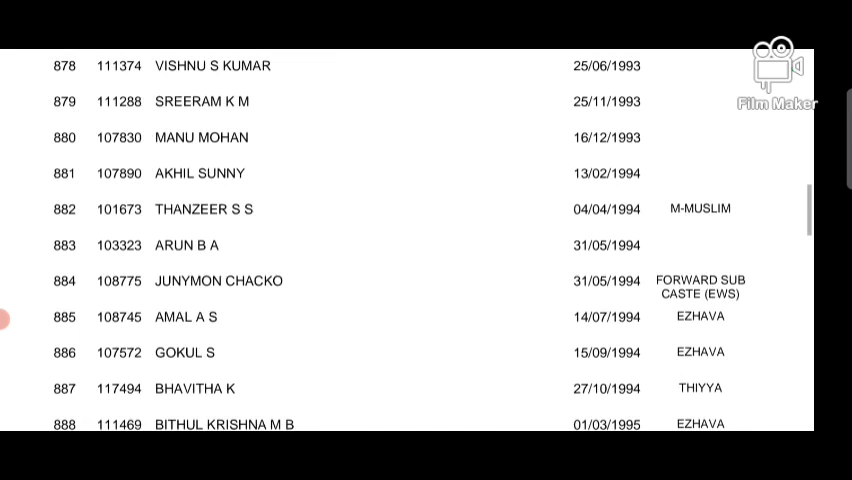 878 111374 VISHNU S KUMAR 25/06/1993
Film Maker
879 111288 SREERAM K M 25/11/1993
880 107830 MANU MOHAN 16/12/1993
881 107890 AKHIL SUNNY 13/02/1994
882 101673 THANZEER S S 04/04/1994 M-MUSLIM
883 103323 ARUN B A 31/05/1994
884 108775 JUNYMON CHACKO 31/05/1994 FORWARD SUB
CASTE (EWS)
885 108745 AMAL A S 14/07/1994 EZHAVA
886 107572 GOKUL S 15/09/1994 EZHAVA
887 117494 BHAVITHA K 27/10/1994 THIYYA
888 111469 BITHUL KRISHNA M B 01/03/1995 EZHAVA